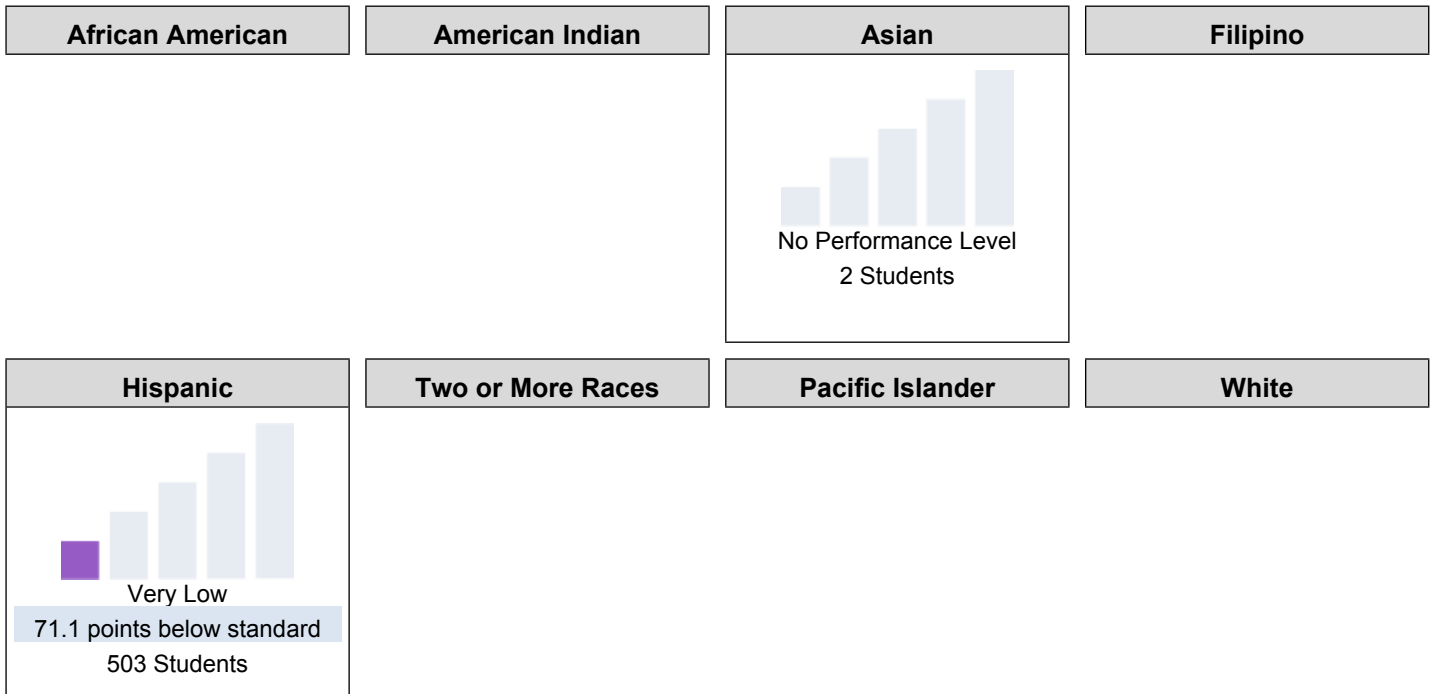 African American
American Indian
Asian
Filipino
No Performance Level
2 Students
Hispanic
Two or More Races
Pacific Islander
White
Very Low
71.1 points below standard
503 Students